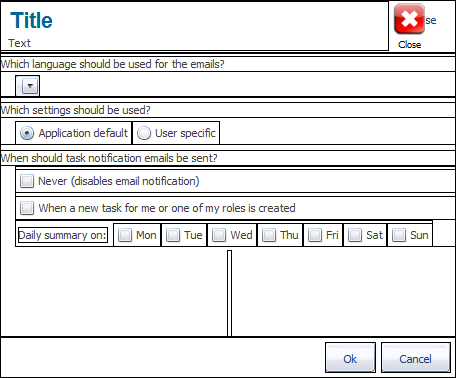 Title
Text
se
Close
Which language should be used for the emails?
Which settings should be used?
Application default User specific
When should task notification emails be sent?
Never (disables email notification)
When a new task for me or one of my roles is created
Daily summary on: Mon Tue Wed Thu Fri Sat Sun
Ok Cancel